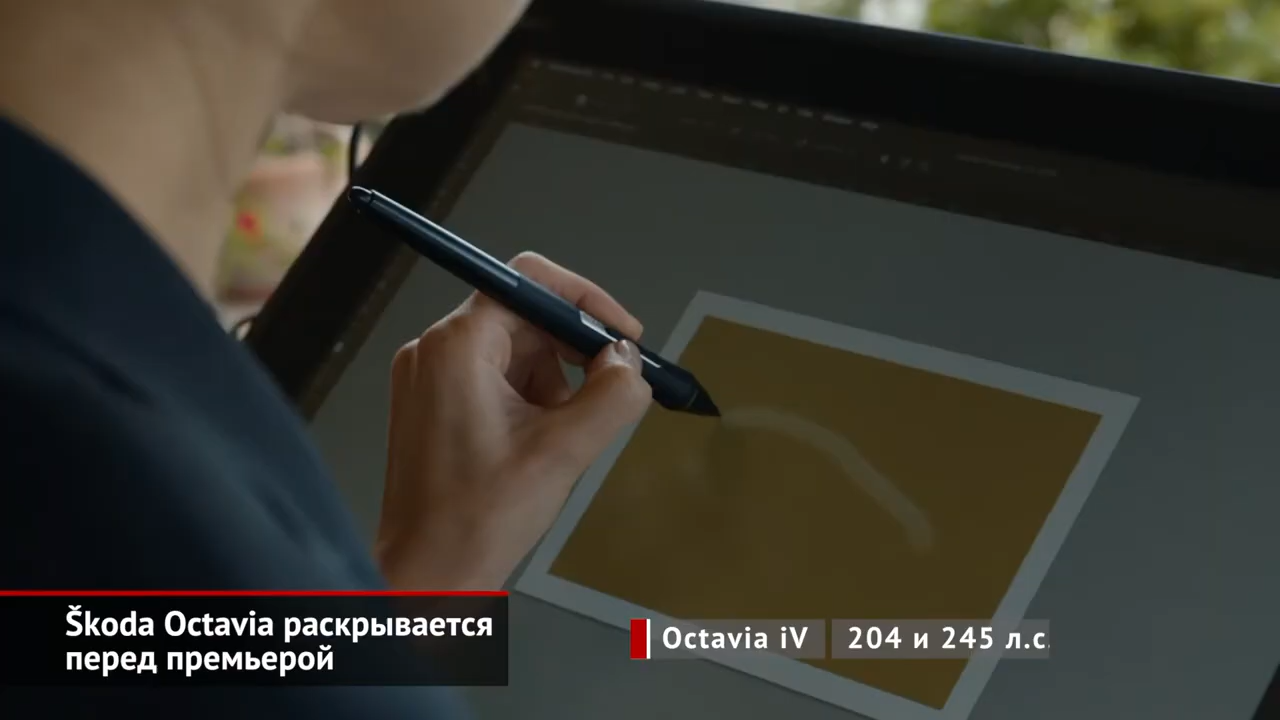 Škoda Octavia раскрывается
перед премьерой
Octavia iV 204 и 245 л.с.